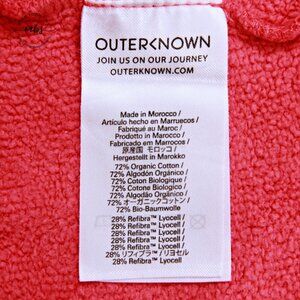 OUTERKNOWN
JOIN US ON OUR JOURNEY
OUTERKNOWN.COM
Made in Morocco /
Artículo hecho en Marruecos /
Fabriqué au Maroc /
Prodotto in Marocco /
Fabricado em Marrocos /
原産国 モロッコ /
Hergestellt in Marokko
72% Organic Cotton /
72% Algodón Orgánico /
72% Coton Biologique /
72% Cotone Biologico /
72% Algodão Orgânico /
72% オーガニックコットン /
72% Bio-Baumwolle
28% Refibra™ Lyocell /
28% Refibra™ Lyocell /
28% Refibra™ Lyocell /
28% Refibra™ Lyocell /
28% Refibra™ Lyocell /
28% リフィブラ™ / リヨセル
28% Refibra™ Lyocell